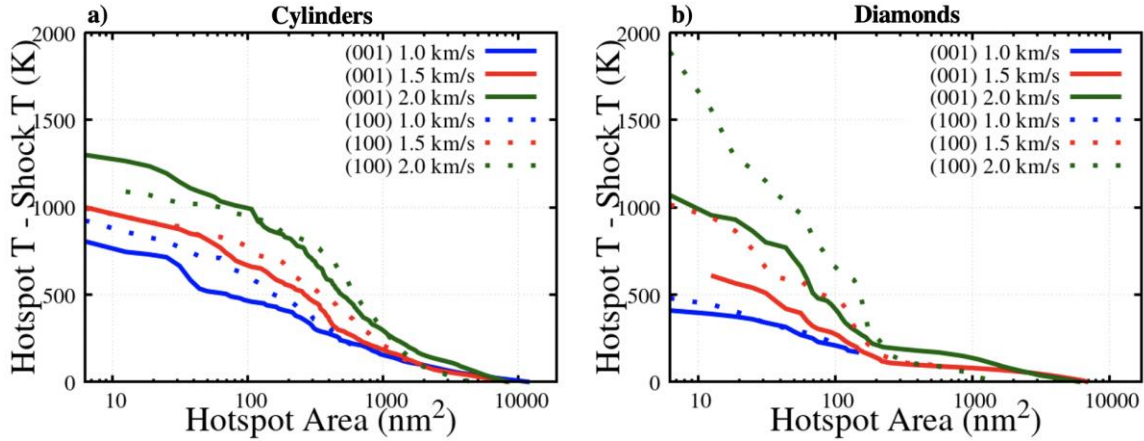 a) Cylinders
Hotspot T - Shock T (K)
2000
1500
1000
500
0
(001) 1.0 km/s
(001) 1.5 km/s
(001) 2.0 km/s
(100) 1.0 km/s
(100) 1.5 km/s
(100) 2.0 km/s
10 100 1000 10000
Hotspot Area (nm²)
b) Diamonds
Hotspot T - Shock T (K)
2000
1500
1000
500
0
(001) 1.0 km/s
(001) 1.5 km/s
(001) 2.0 km/s
(100) 1.0 km/s
(100) 1.5 km/s
(100) 2.0 km/s
10 100 1000 10000
Hotspot Area (nm²)